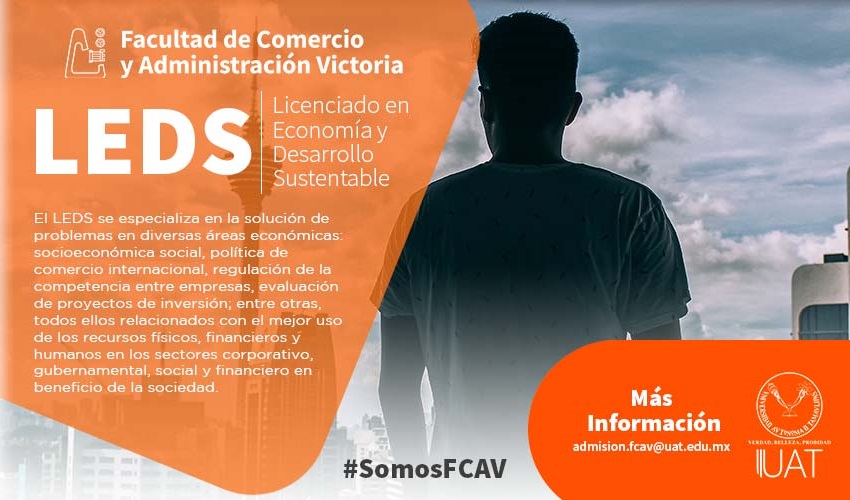 Facultad de Comercio
y Administración Victoria
LEDS
Licenciado en
Economía y
Desarrollo
Sustentable
El LEDS se especializa en la solución de
problemas en diversas áreas económicas:
socioeconómica social, política de
comercio internacional, regulación de la
competencia entre empresas, evaluación
de proyectos de inversión; entre otras,
todos ellos relacionados con el mejor uso
de los recursos físicos, financieros y
humanos en los sectores corporativo,
gubernamental, social y financiero en
beneficio de la sociedad.
Más
Información
admision.fcav@uat.edu.mx
UNIVERSIDAD AUTÓNOMA DE TAMAULIPAS
VERDAD, BELLEZA, PROBIDAD
UAT
#SomosFCAV